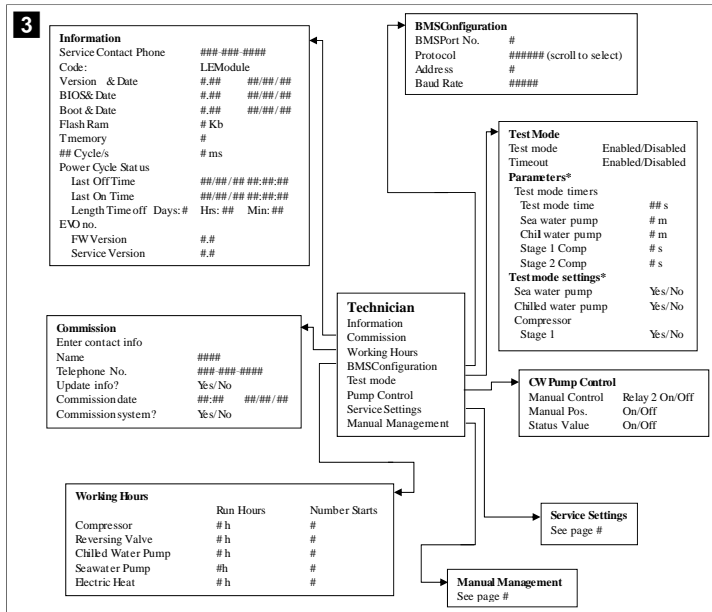 3
Information
Service Contact Phone ###-###-####
Code: LEModule
Version & Date #.## ##/##/##
BIOS& Date #.## ##/##/##
Boot & Date #.## ##/##/##
Flash Ram # Kb
T memory #
## Cycle/s # ms
Power Cycle Status
Last Off Time ##/##/## ##:##:##
Last On Time ##/##/## ##:##:##
Length Time off Days: # Hrs: ## Min: ##
EVO no.
FW Version #.#
Service Version #.#
BMSConfiguration
BMSPort No. #
Protocol ###### (scroll to select)
Address #
Baud Rate #####
Test Mode
Test mode Enabled/Disabled
Timeout Enabled/Disabled
Parameters*
Test mode timers
Test mode time ## s
Sea water pump # m
Chill water pump # m
Stage 1 Comp # s
Stage 2 Comp # s
Test mode settings*
Sea water pump Yes/No
Chilled water pump Yes/No
Compressor
Stage 1 Yes/No
Technician
Information
Commission
Working Hours
BMSConfiguration
Test mode
Pump Control
Service Settings
Manual Management
Commission
Enter contact info
Name ####
Telephone No. ###-###-####
Update info? Yes/No
Commission date ##:## ##/##/##
Commission system? Yes/No
CW Pump Control
Manual Control Relay 2 On/Off
Manual Pos. On/Off
Status Value On/Off
Working Hours
Run Hours Number Starts
Compressor # h #
Reversing Valve # h #
Chilled Water Pump # h #
Seawater Pump #h #
Electric Heat # h #
Service Settings
See page #
Manual Management
See page #